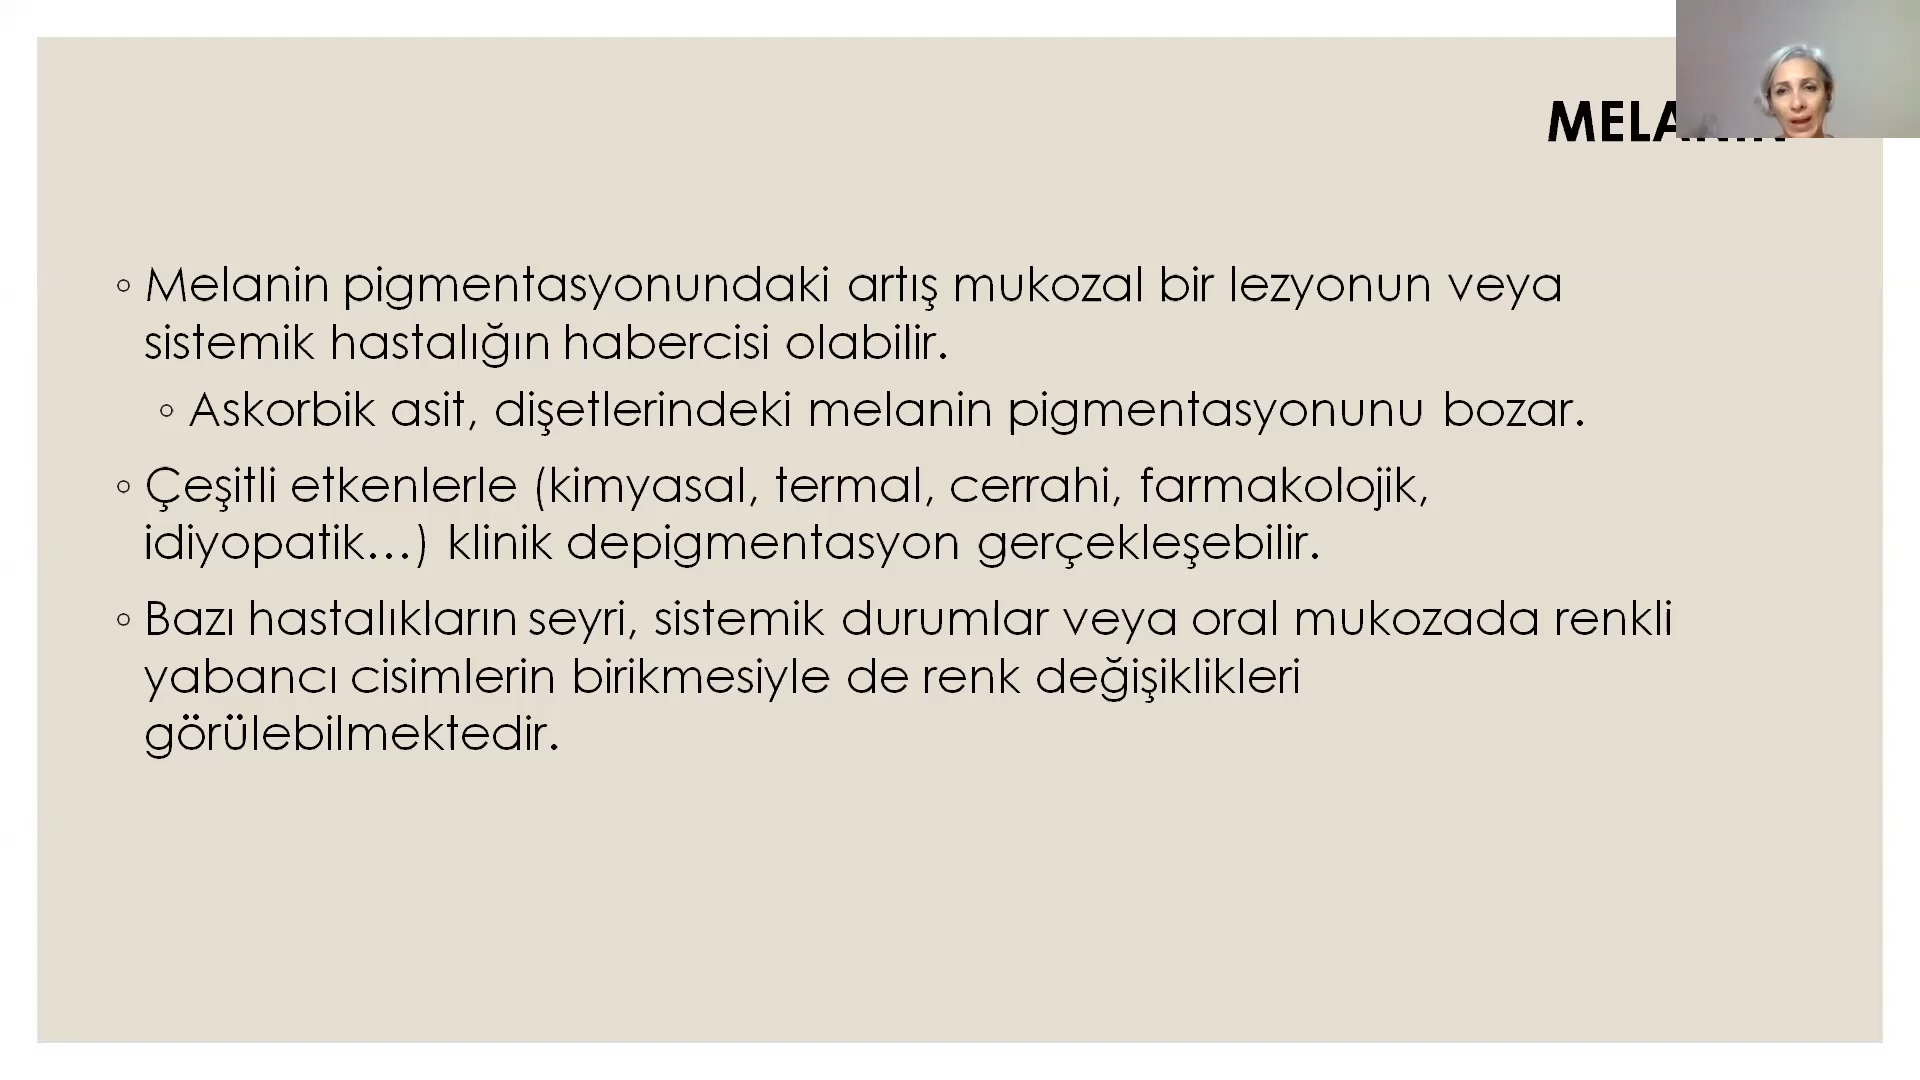 MELANİN
◦ Melanin pigmentasyonundaki artış mukozal bir lezyonun veya
sistemik hastalığın habercisi olabilir.
◦ Askorbik asit, dişetlerindeki melanin pigmentasyonunu bozar.
◦ Çeşitli etkenlerle (kimyasal, termal, cerrahi, farmakolojik,
idiyopatik…) klinik depigmentasyon gerçekleşebilir.
◦ Bazı hastalıkların seyri, sistemik durumlar veya oral mukozada renkli
yabancı cisimlerin birikmesiyle de renk değişiklikleri
görülebilmektedir.